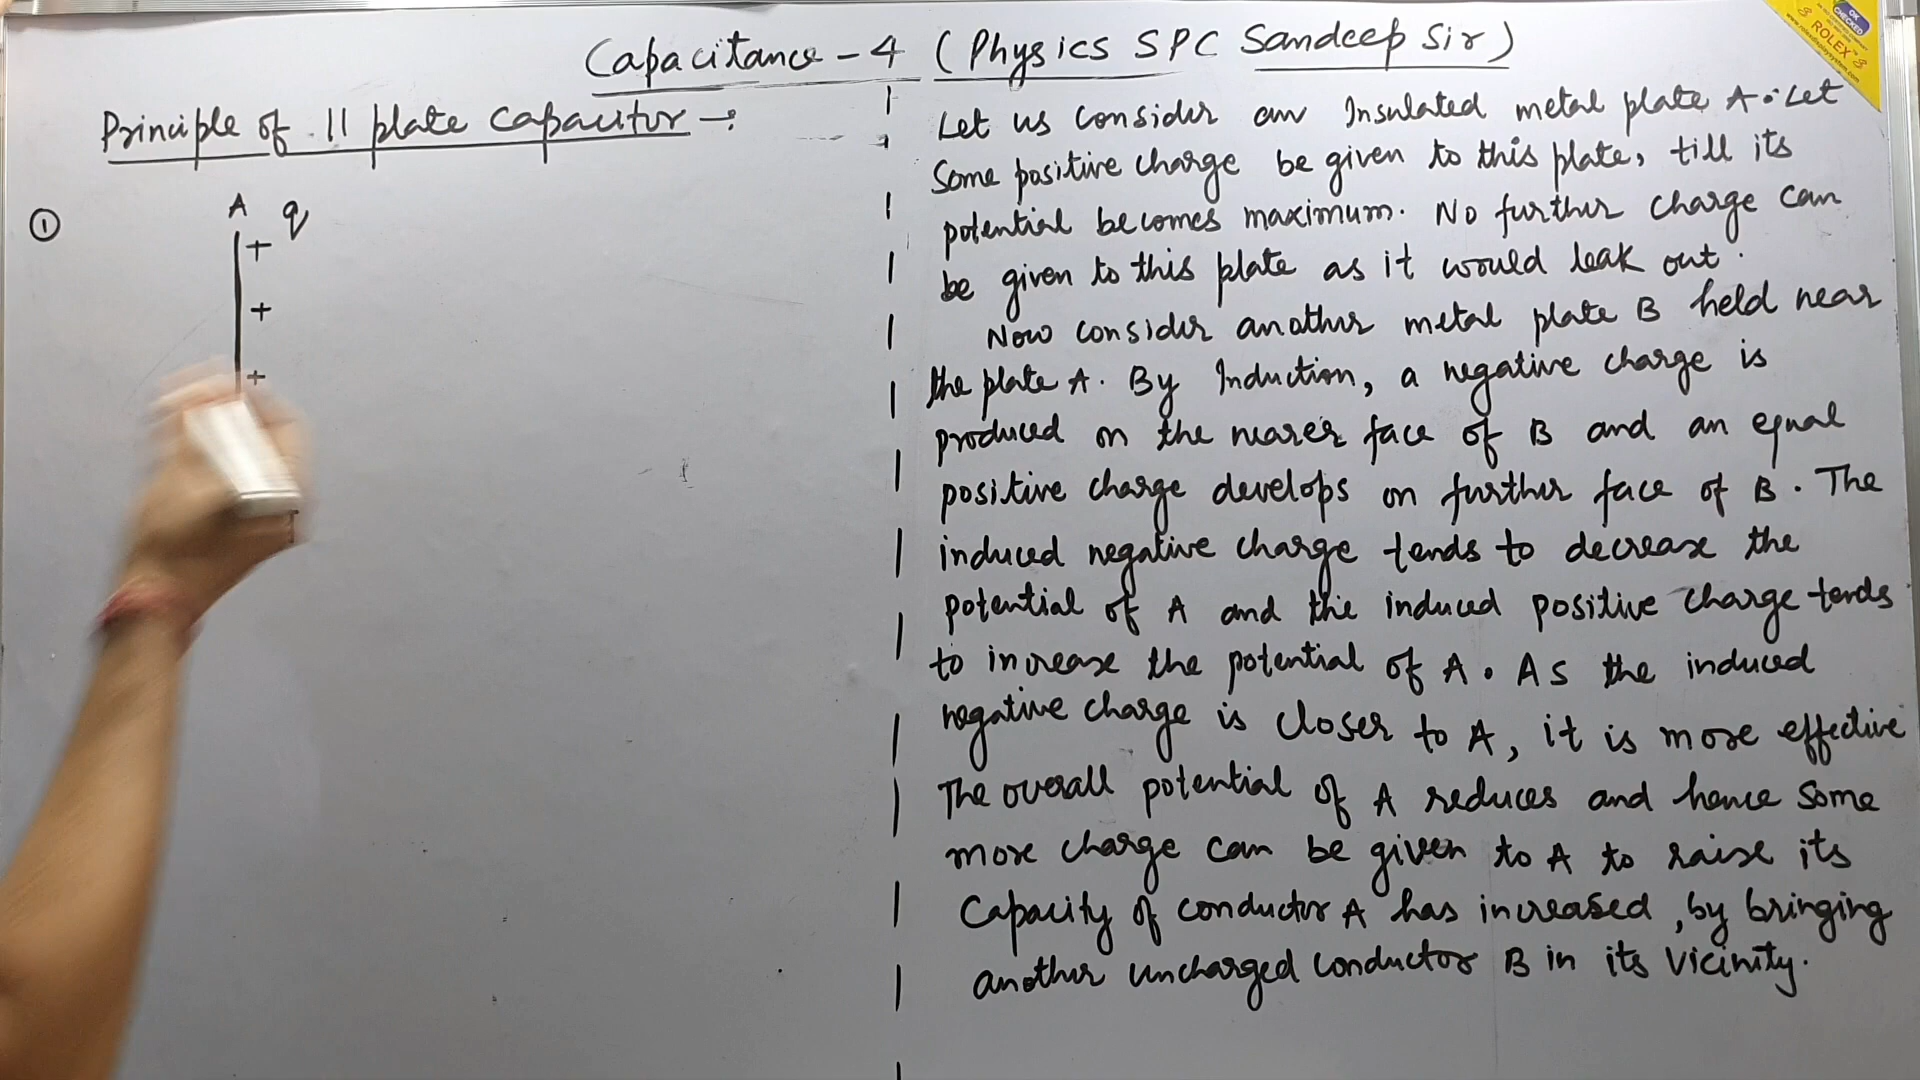 Capacitance - 4 (Physics SPC Sandeep Sir)
Principle of || plate Capacitor →:
① A q
+
+
+
Let us consider an Insulated metal plate A. Let
Some positive charge be given to this plate, till its
potential becomes maximum. No further charge can
be given to this plate as it would leak out.
Now consider another metal plate B held near
the plate A. By Induction, a negative charge is
produced on the nearer face of B and an equal
positive charge develops on further face of B. The
induced negative charge tends to decrease the
potential of A and the induced positive charge tends
to increase the potential of A. As the induced
negative charge is closer to A, it is more effective
The overall potential of A reduces and hence some
more charge can be given to A to raise its
Capacity of conductor A has increased, by bringing
another uncharged conductor B in its vicinity.
OK
CHECKED
ROLEX